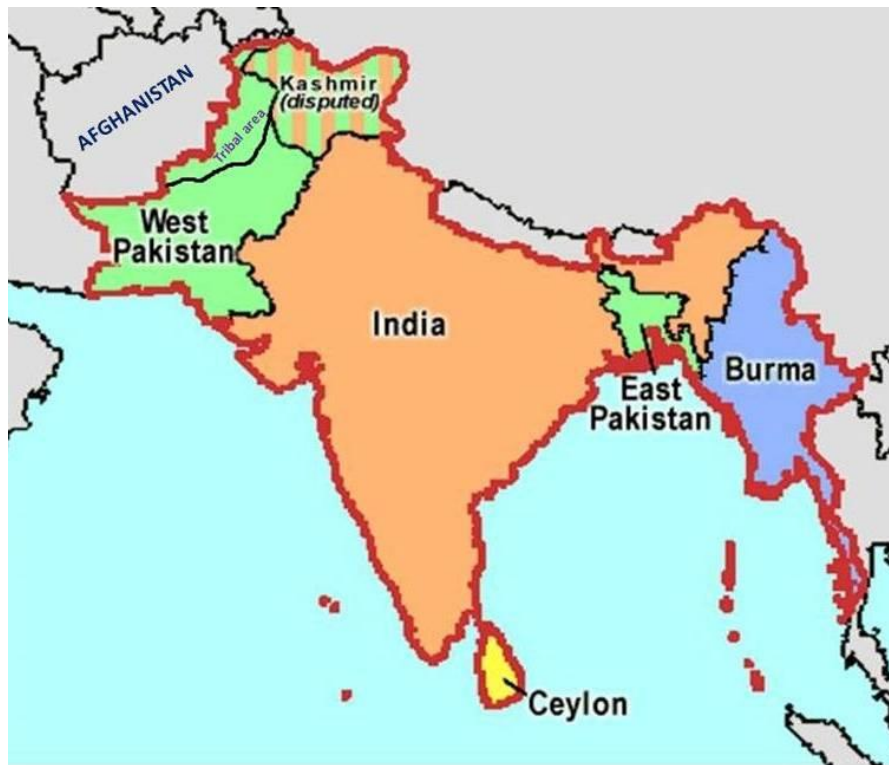 AFGHANISTAN
Kashmir
(disputed)
Tribal area
West
Pakistan
India
Burma
East
Pakistan
Ceylon